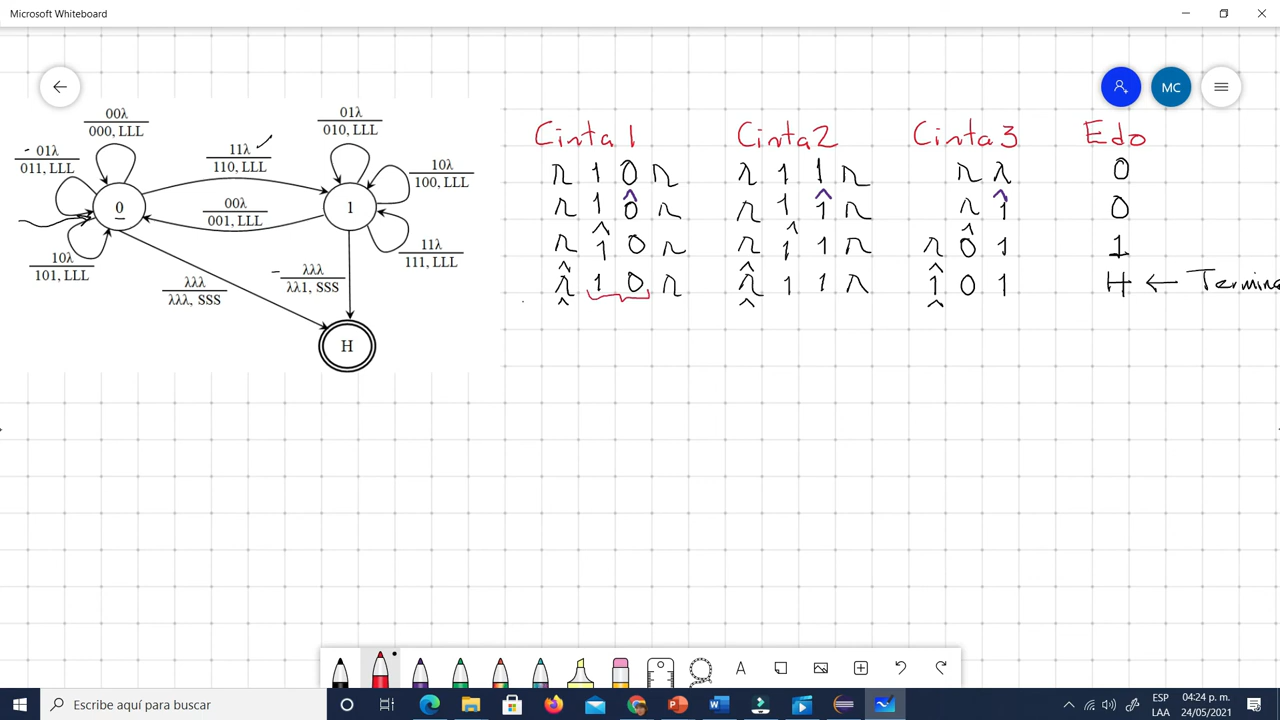 Microsoft Whiteboard
MC
00λ
000, LLL
01λ
011, LLL
11λ
110, LLL
01λ
010, LLL
10λ
100, LLL
0
00λ
001, LLL
1
10λ
101, LLL
11λ
111, LLL
λλλ
λλλ, SSS
λλλ
λλ1, SSS
H
Cinta 1 Cinta 2 Cinta 3 Edo
λ 1 0 λ λ 1 1 λ λ λ 0
λ 1 0 λ λ 1 1 λ λ 1 0
λ 1 0 λ λ 1 1 λ λ 0 1 1
λ 1 0 λ λ 1 1 λ 1 0 1 H ← Termina
A
W
Escribe aquí para buscar
ESP
LAA
04:24 p. m.
24/05/2021